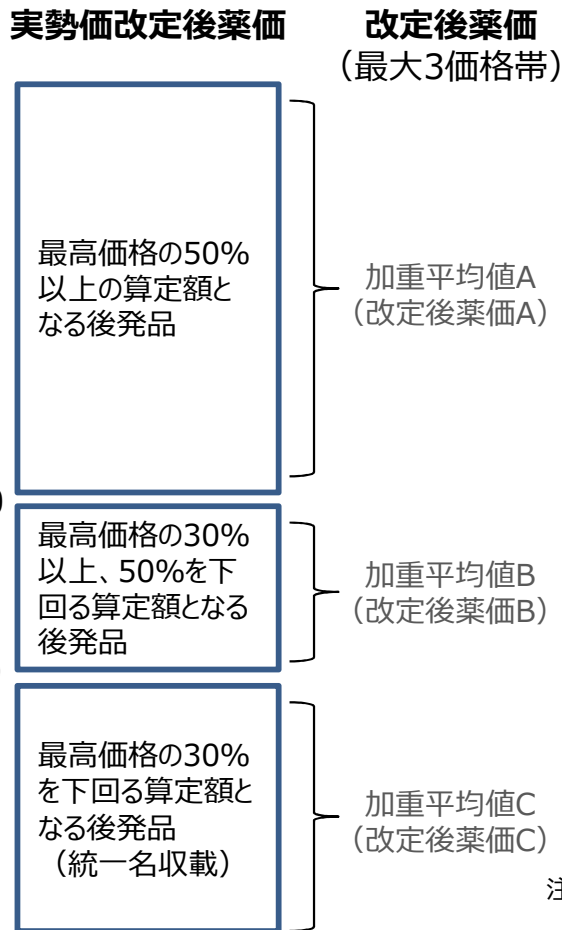 実勢価改定後薬価
改定後薬価
（最大3価格帯）
最高価格の50%
以上の算定額と
なる後発品
加重平均値A
（改定後薬価A）
)
最高価格の30%
以上、50%を下
回る算定額となる
後発品
加重平均値B
（改定後薬価B）
最高価格の30%
を下回る算定額と
なる後発品
（統一名収載）
加重平均値C
（改定後薬価C）
注